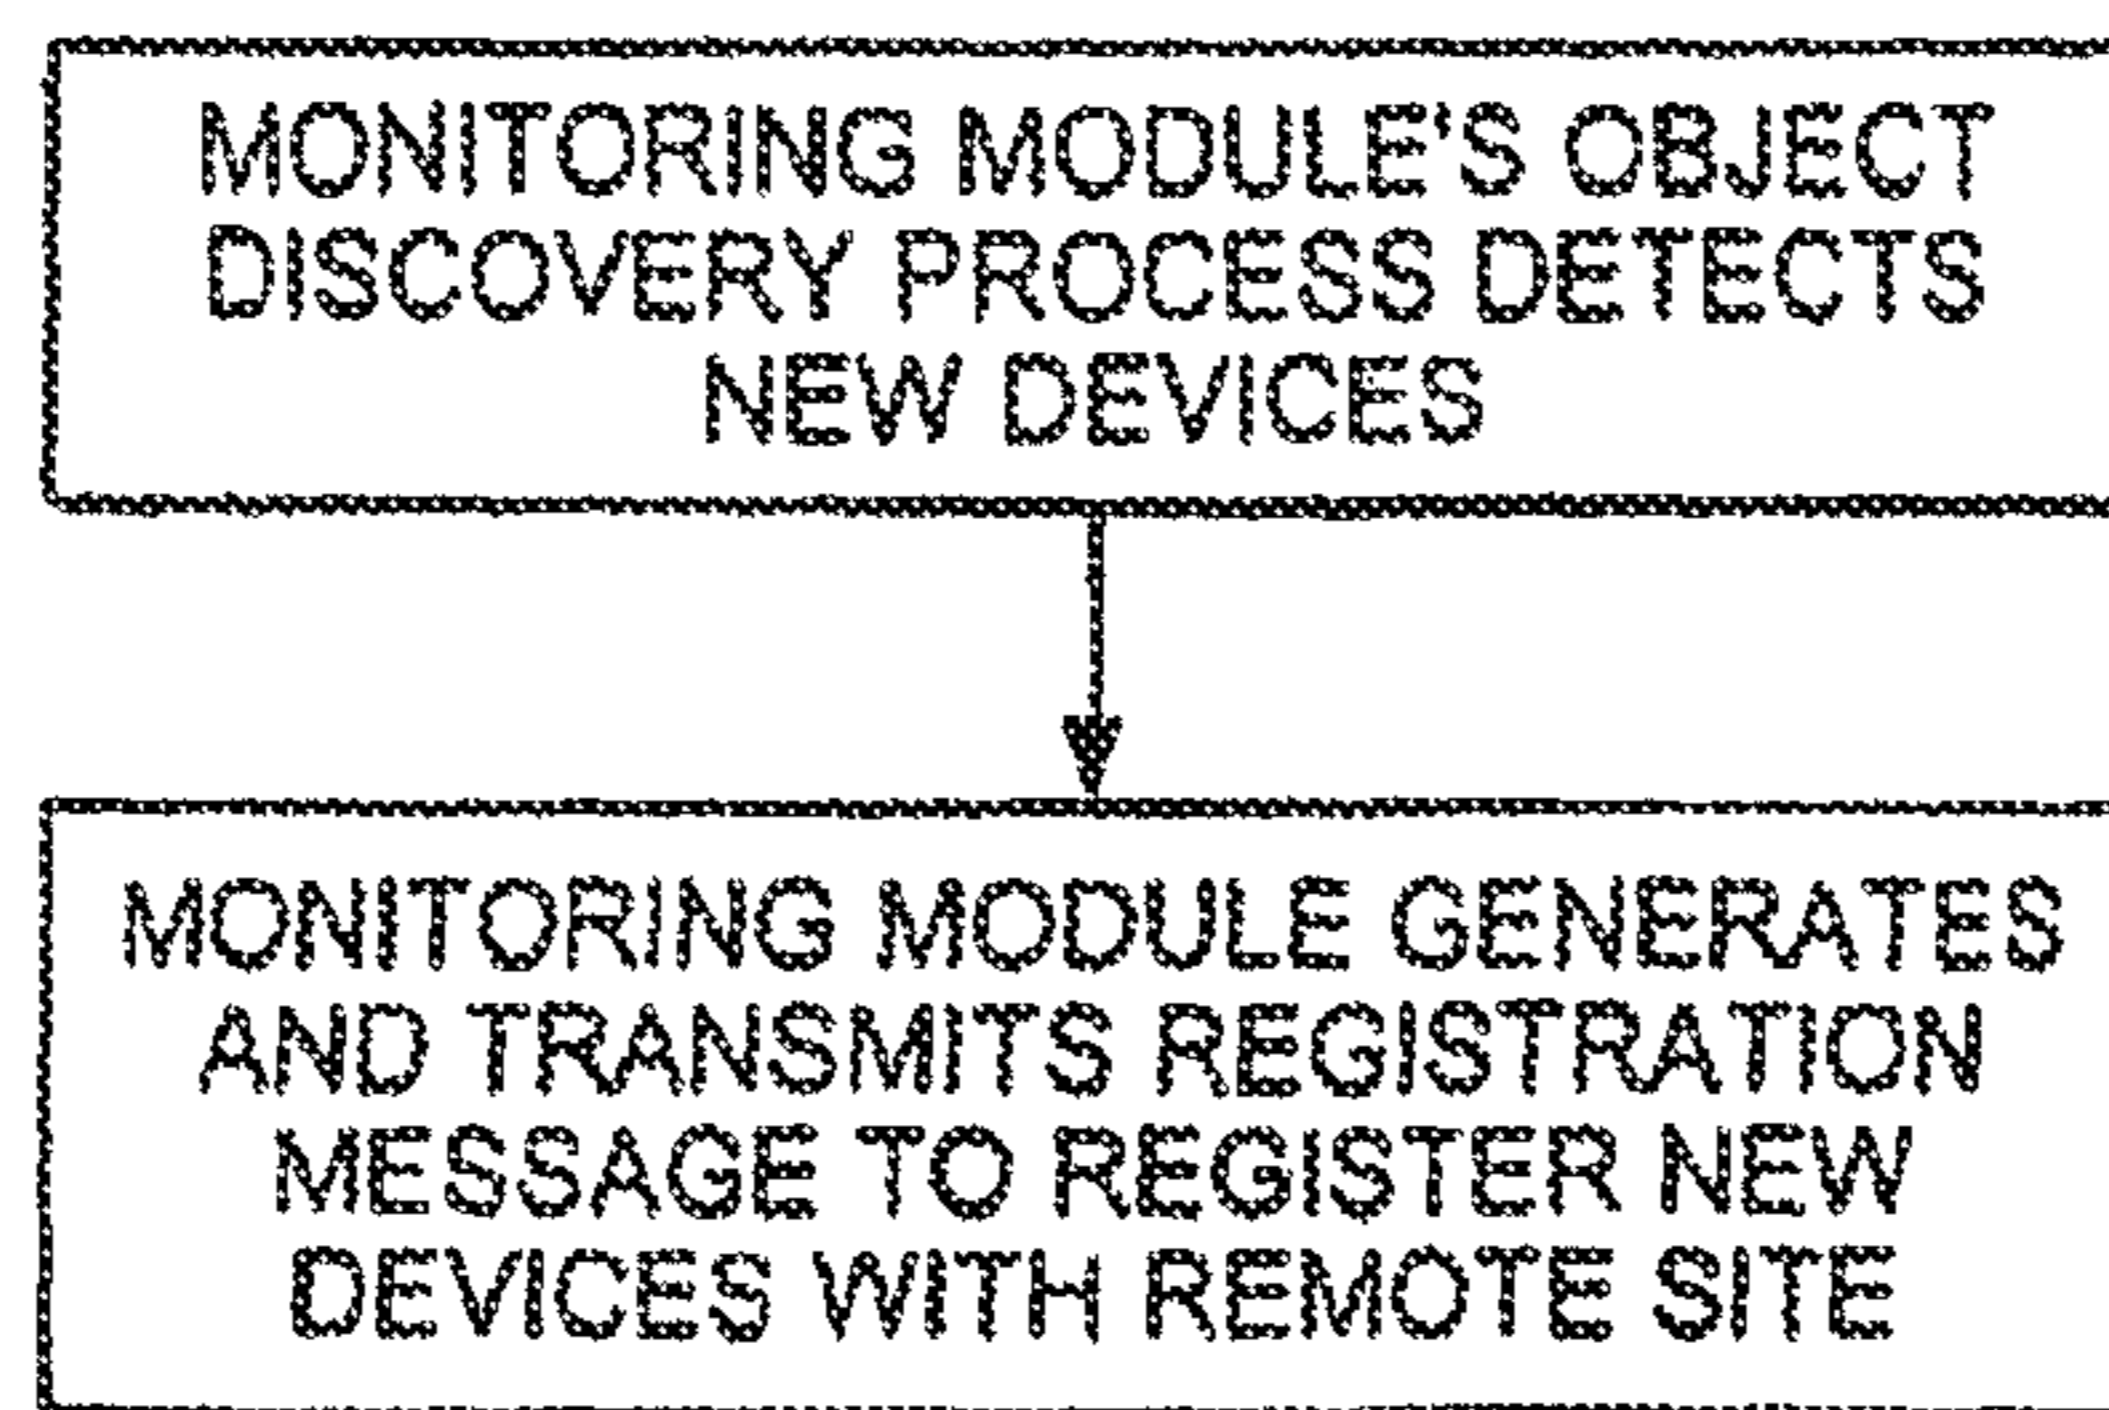 MONITORING MODULE'S OBJECT
DISCOVERY PROCESS DETECTS
NEW DEVICES
MONITORING MODULE GENERATES
AND TRANSMITS REGISTRATION
MESSAGE TO REGISTER NEW
DEVICES WITH REMOTE SITE